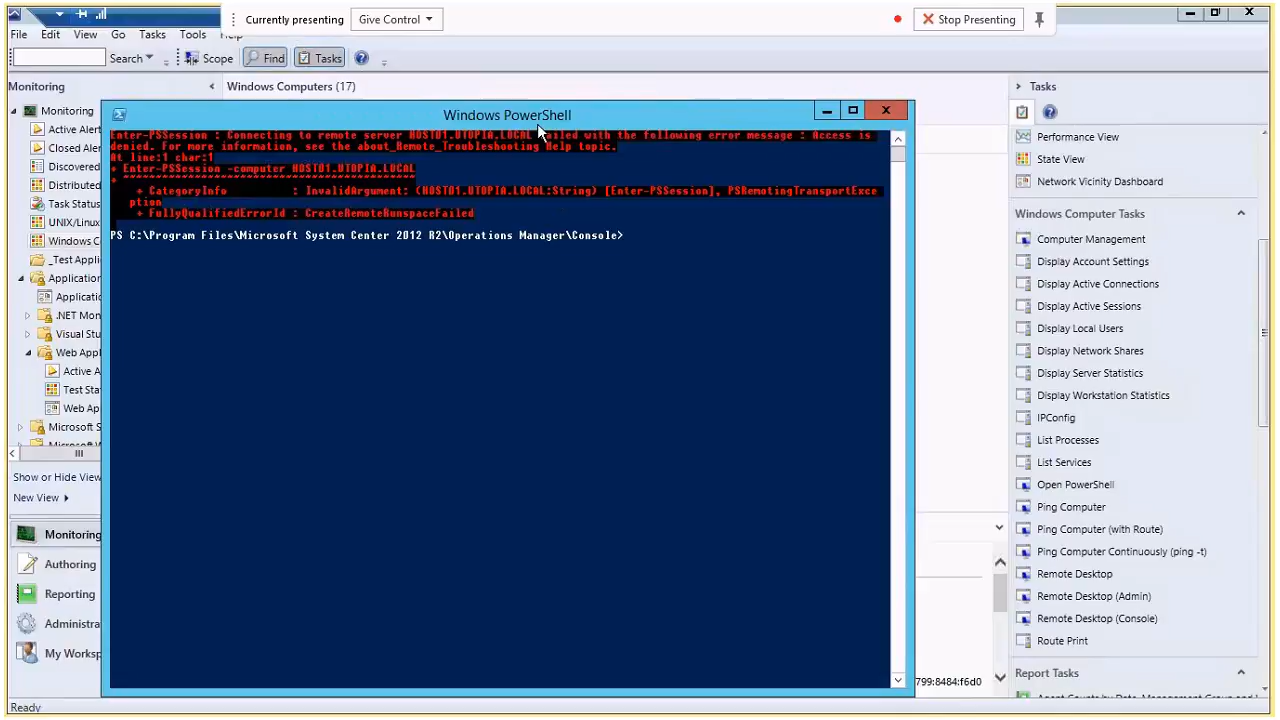 Currently presenting
Give Control
Stop Presenting
File Edit View Go Tasks Tools Help
Search
Scope
Find
Tasks
Monitoring
Windows Computers (17)
Tasks
Monitoring
Active Alert
Closed Aler
Discovered
Distributed
Task Status
UNIX/Linux
Windows C
_Test Applic
Application
Applicatio
.NET Mon
Visual Stu
Web Appl
Active A
Test Sta
Web Ap
Microsoft S
Microsoft W
Show or Hide View
New View
Monitoring
Authoring
Reporting
Administra
My Worksp
Windows PowerShell
Enter-PSSession : Connecting to remote server HOST01.UTOPIA.LOCAL failed with the following error message : Access is
denied. For more information, see the about_Remote_Troubleshooting Help topic.
At line:1 char:1
+ Enter-PSSession -computer HOST01.UTOPIA.LOCAL
+ ~~~~~~~~~~~~~~~~~~~~~~~~~~~~~~~~~~~~~~~~~~~~~
+ CategoryInfo : InvalidArgument: (HOST01.UTOPIA.LOCAL:String) [Enter-PSSession], PSRemotingTransportExce
ption
+ FullyQualifiedErrorId : CreateRemoteRunspaceFailed
PS C:\Program Files\Microsoft System Center 2012 R2\Operations Manager\Console>
Performance View
State View
Network Vicinity Dashboard
Windows Computer Tasks
Computer Management
Display Account Settings
Display Active Connections
Display Active Sessions
Display Local Users
Display Network Shares
Display Server Statistics
Display Workstation Statistics
IPConfig
List Processes
List Services
Open PowerShell
Ping Computer
Ping Computer (with Route)
Ping Computer Continuously (ping -t)
Remote Desktop
Remote Desktop (Admin)
Remote Desktop (Console)
Route Print
Report Tasks
799:8484:f6d0
Ready